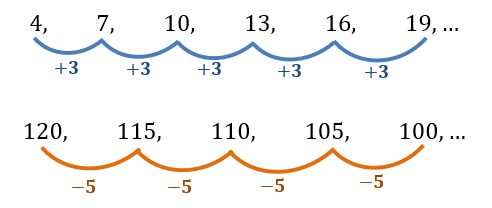 4, 7, 10, 13, 16, 19, ...
+3 +3 +3 +3 +3
120, 115, 110, 105, 100, ...
−5 −5 −5 −5